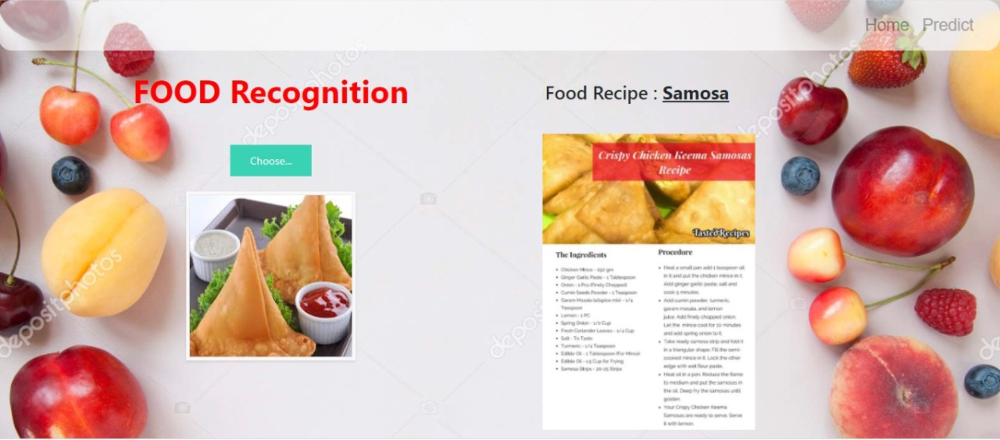 Home Predict
FOOD Recognition
Choose...
Food Recipe : Samosa
Crispy Chicken Keema Samosas
Recipe
TastedRecipes
The Ingredients
• Chicken Mince - 250 gm
• Ginger Garlic Paste - 1 Tablespoon
• Onion - 1 Pcs (Finely Chopped)
• Cumin Seeds Powder - 1 Teaspoon
• Garam Masala (allspice mix) - 1/4
Teaspoon
• Lemon - 1 PC
• Spring Onion - 1/2 Cup
• Fresh Coriander Leaves - 1/4 Cup
• Salt - To Taste
• Turmeric - 1/4 Teaspoon
• Edible Oil - 1 Tablespoon (For Mince)
• Edible Oil - 1.5 Cup for Frying
• Samosa Strips - 20-25 Strips
Procedure
• Heat a small pan add 1 teaspoon oil
in it and put the chicken mince in it.
Add ginger garlic paste, salt and
cook 5 minutes.
• Add cumin powder, turmeric,
garam masala, and lemon
juice. Add finely chopped onion.
Let the mince cool for 10 minutes
and add spring onion to it.
• Take ready samosa strip and fold it
in a triangular shape. Fill the semi-
cooked mince in it. Lock the other
edge with wet flour paste.
• Heat oil in a pan. Reduce the flame
to medium and put the samosas in
the oil. Deep fry the samosas until
golden.
• Your Crispy Chicken Keema
Samosas are ready to serve. Serve
it with lemon.
depositphotos
depositphotos
depositphotos